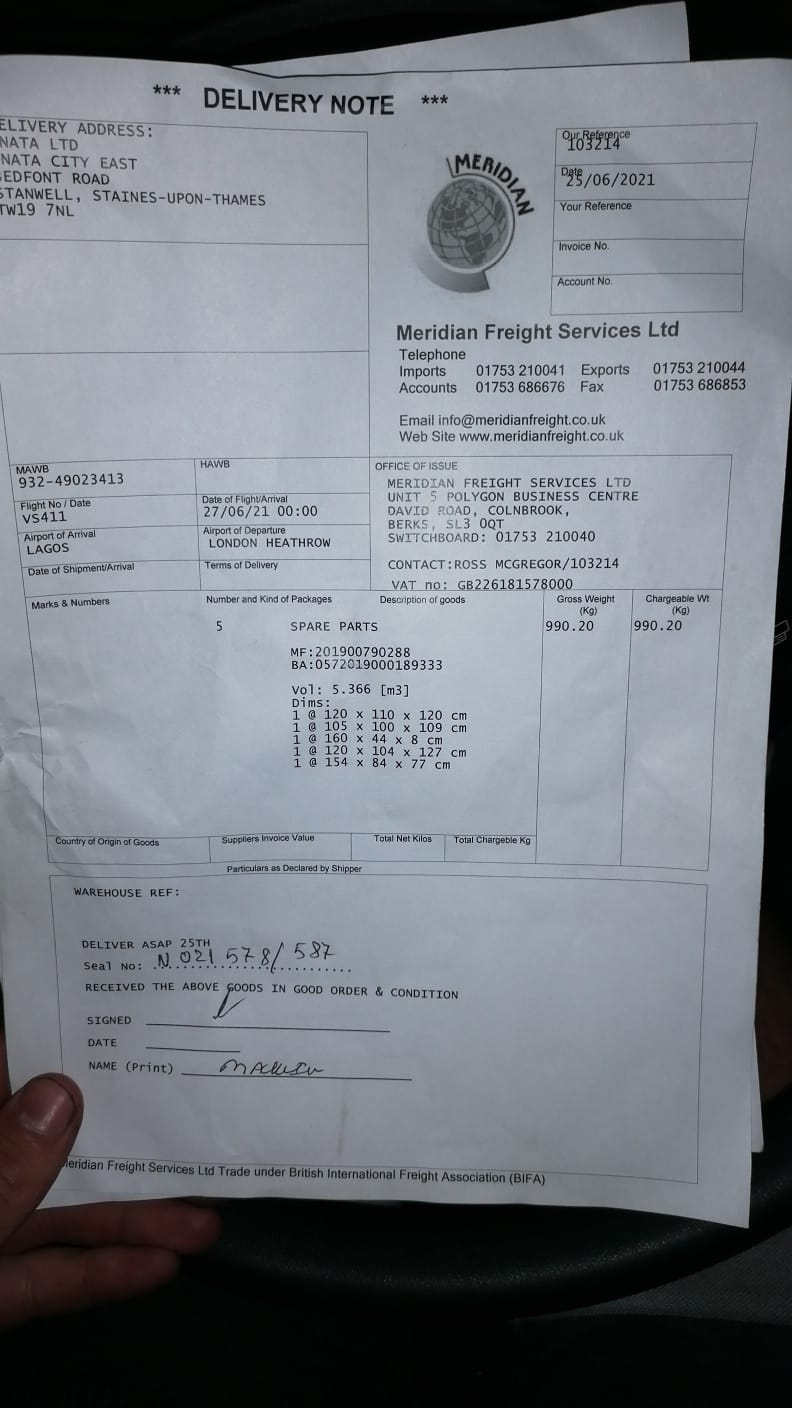 *** DELIVERY NOTE ***
ELIVERY ADDRESS:
NATA LTD
NATA CITY EAST
EDFONT ROAD
STANWELL, STAINES-UPON-THAMES
TW19 7NL
MERIDIAN
Our Reference
103214
Date
25/06/2021
Your Reference
Invoice No.
Account No.
Meridian Freight Services Ltd
Telephone
Imports 01753 210041 Exports 01753 210044
Accounts 01753 686676 Fax 01753 686853
Email info@meridianfreight.co.uk
Web Site www.meridianfreight.co.uk
MAWB
932-49023413
HAWB
Flight No / Date
VS411
Date of Flight/Arrival
27/06/21 00:00
Airport of Arrival
LAGOS
Airport of Departure
LONDON HEATHROW
Date of Shipment/Arrival
Terms of Delivery
OFFICE OF ISSUE
MERIDIAN FREIGHT SERVICES LTD
UNIT 5 POLYGON BUSINESS CENTRE
DAVID ROAD, COLNBROOK,
BERKS, SL3 0QT
SWITCHBOARD: 01753 210040
CONTACT:ROSS MCGREGOR/103214
VAT no: GB226181578000
Marks & Numbers
Number and Kind of Packages
Description of goods
Gross Weight
(Kg)
Chargeable Wt
(Kg)
5 SPARE PARTS 990.20 990.20
MF:201900790288
BA:0572019000189333
Vol: 5.366 [m3]
Dims:
1 @ 120 x 110 x 120 cm
1 @ 105 x 100 x 109 cm
1 @ 160 x 44 x 8 cm
1 @ 120 x 104 x 127 cm
1 @ 154 x 84 x 77 cm
Country of Origin of Goods
Suppliers Invoice Value
Total Net Kilos
Total Chargeble Kg
Particulars as Declared by Shipper
WAREHOUSE REF:
DELIVER ASAP 25TH
Seal No: N 021 578/ 587
RECEIVED THE ABOVE GOODS IN GOOD ORDER & CONDITION
SIGNED
DATE
NAME (Print)
eridian Freight Services Ltd Trade under British International Freight Association (BIFA)